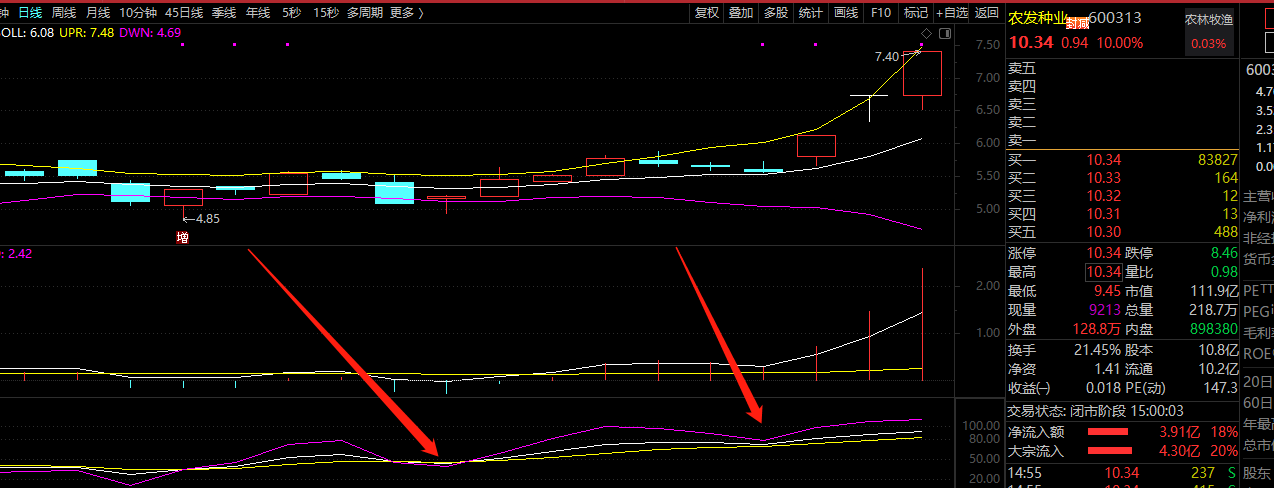 日线 周线 月线 10分钟 45日线 季线 年线 5秒 15秒 多周期 更多 〉 复权 叠加 多股 统计 画线 F10 标记 +自选 返回
OLL: 6.08 UPR: 7.48 DWN: 4.69
7.50
7.40
7.00
6.50
6.00
5.50
5.00
4.85
增
: 2.42
2.00
1.00
100.00
80.00
50.00
20.00
农发种业 封减 600313 农林牧渔
10.34 0.94 10.00% 0.03%
卖五
卖四
卖三
卖二
卖一
买一 10.34 83827
买二 10.33 164
买三 10.32 12
买四 10.31 13
买五 10.30 488
涨停 10.34 跌停 8.46
最高 10.34 量比 0.98
最低 9.45 市值 111.9亿
现量 9213 总量 218.7万
外盘 128.8万 内盘 898380
换手 21.45% 股本 10.8亿
净资 1.41 流通 10.2亿
收益㈠ 0.018 PE(动) 147.3
交易状态: 闭市阶段 15:00:03
净流入额 3.91亿 18%
大宗流入 4.30亿 20%
14:55 10.34 237 S
6003
4.7
3.5
2.3
1.1
0.0
主营
净利
非经
货币
PEG
毛利
ROE
20日
60日
年最
总市
股东